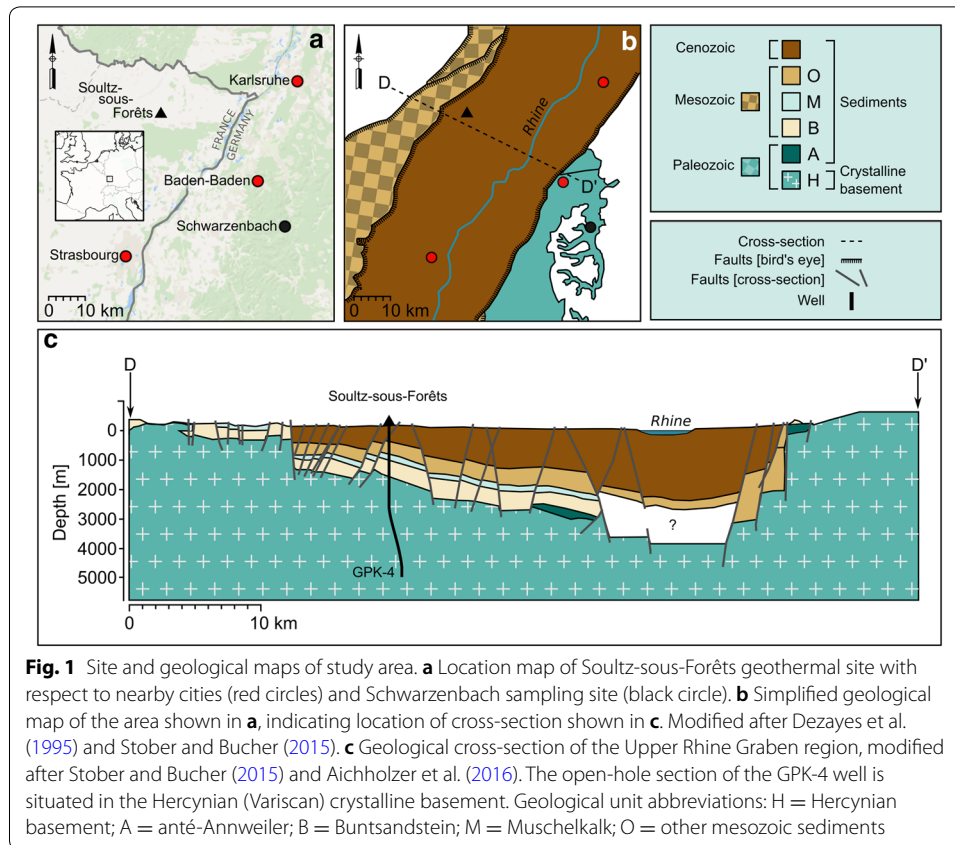 a
Karlsruhe
Soultz-
sous-
Forêts
FRANCE
GERMANY
Baden-Baden
Schwarzenbach
Strasbourg
0 10 km
b
D
Rhine
D'
0 10 km
Cenozoic
Mesozoic
Paleozoic
O
M
B
A
H
Sediments
Crystalline
basement
Cross-section
Faults [bird's eye]
Faults [cross-section]
Well
c
D
Soultz-sous-Forêts
D'
Rhine
Depth [m]
0
1000
2000
3000
4000
5000
?
GPK-4
0 10 km
Fig. 1 Site and geological maps of study area. a Location map of Soultz-sous-Forêts geothermal site with
respect to nearby cities (red circles) and Schwarzenbach sampling site (black circle). b Simplified geological
map of the area shown in a, indicating location of cross-section shown in c. Modified after Dezayes et al.
(1995) and Stober and Bucher (2015). c Geological cross-section of the Upper Rhine Graben region, modified
after Stober and Bucher (2015) and Aichholzer et al. (2016). The open-hole section of the GPK-4 well is
situated in the Hercynian (Variscan) crystalline basement. Geological unit abbreviations: H = Hercynian
basement; A = anté-Annweiler; B = Buntsandstein; M = Muschelkalk; O = other mesozoic sediments